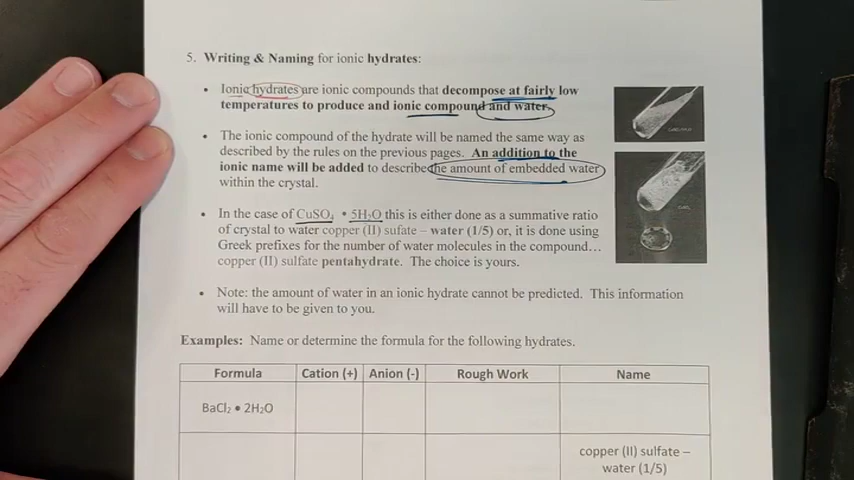 5. Writing & Naming for ionic hydrates:
• Ionic hydrates are ionic compounds that decompose at fairly low
temperatures to produce and ionic compound and water.
• The ionic compound of the hydrate will be named the same way as
described by the rules on the previous pages. An addition to the
ionic name will be added to describe the amount of embedded water
within the crystal.
• In the case of CuSO₄ • 5H₂O this is either done as a summative ratio
of crystal to water copper (II) sufate – water (1/5) or, it is done using
Greek prefixes for the number of water molecules in the compound…
copper (II) sulfate pentahydrate. The choice is yours.
• Note: the amount of water in an ionic hydrate cannot be predicted. This information
will have to be given to you.
Examples: Name or determine the formula for the following hydrates.
Formula Cation (+) Anion (-) Rough Work Name
BaCl₂ • 2H₂O
copper (II) sulfate –
water (1/5)